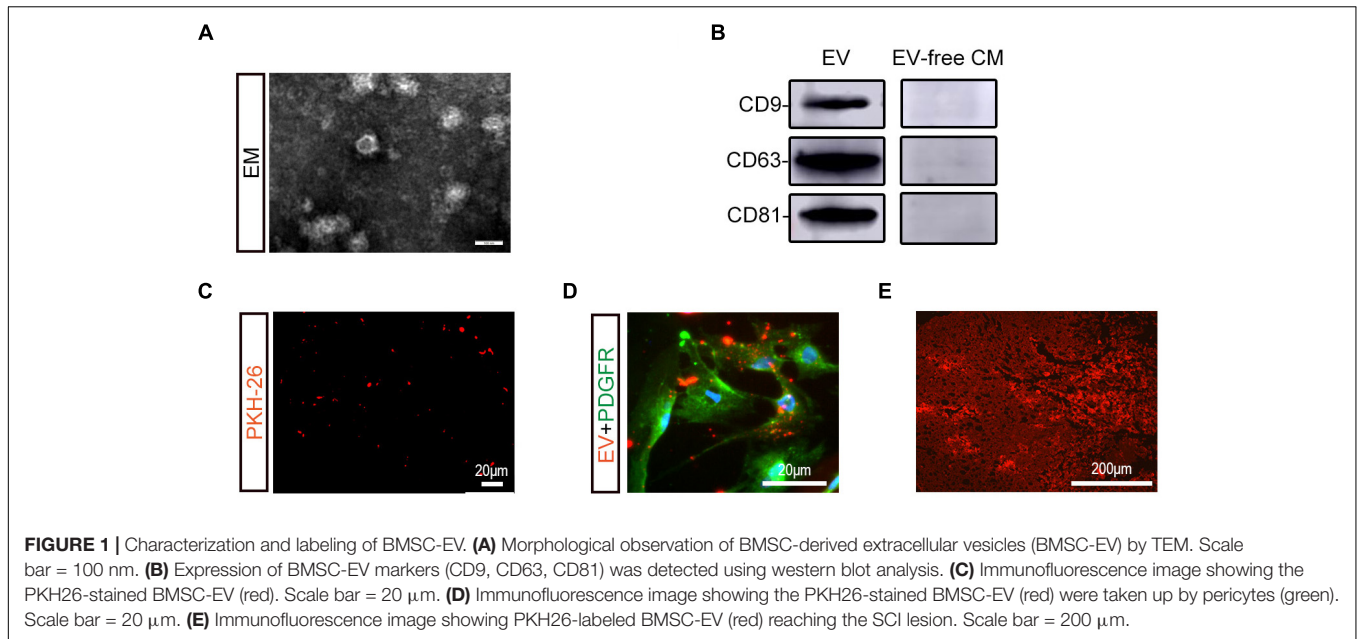 A
EM
B
EV EV-free CM
CD9-
CD63-
CD81-
C
PKH-26
20µm
D
EV+PDGFR
20µm
E
200µm
FIGURE 1 | Characterization and labeling of BMSC-EV. (A) Morphological observation of BMSC-derived extracellular vesicles (BMSC-EV) by TEM. Scale
bar = 100 nm. (B) Expression of BMSC-EV markers (CD9, CD63, CD81) was detected using western blot analysis. (C) Immunofluorescence image showing the
PKH26-stained BMSC-EV (red). Scale bar = 20 µm. (D) Immunofluorescence image showing the PKH26-stained BMSC-EV (red) were taken up by pericytes (green).
Scale bar = 20 µm. (E) Immunofluorescence image showing PKH26-labeled BMSC-EV (red) reaching the SCI lesion. Scale bar = 200 µm.